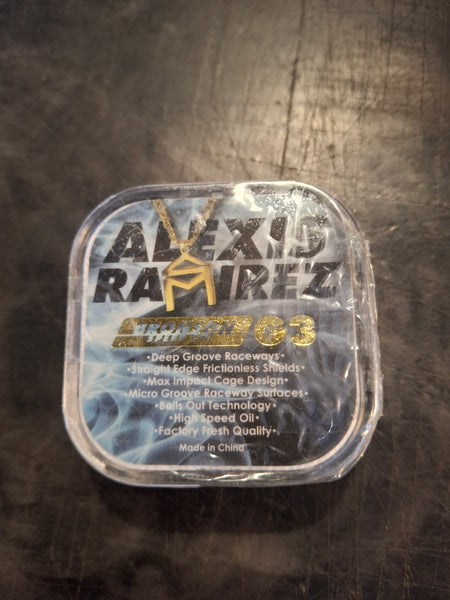 ALEXIS
RAMIREZ
BRONSON G3
•Deep Groove Raceways•
•Straight Edge Frictionless Shields•
•Max Impact Cage Design•
•Micro Groove Raceway Surfaces•
•Balls Out Technology•
•High Speed Oil•
•Factory Fresh Quality•
Made in China